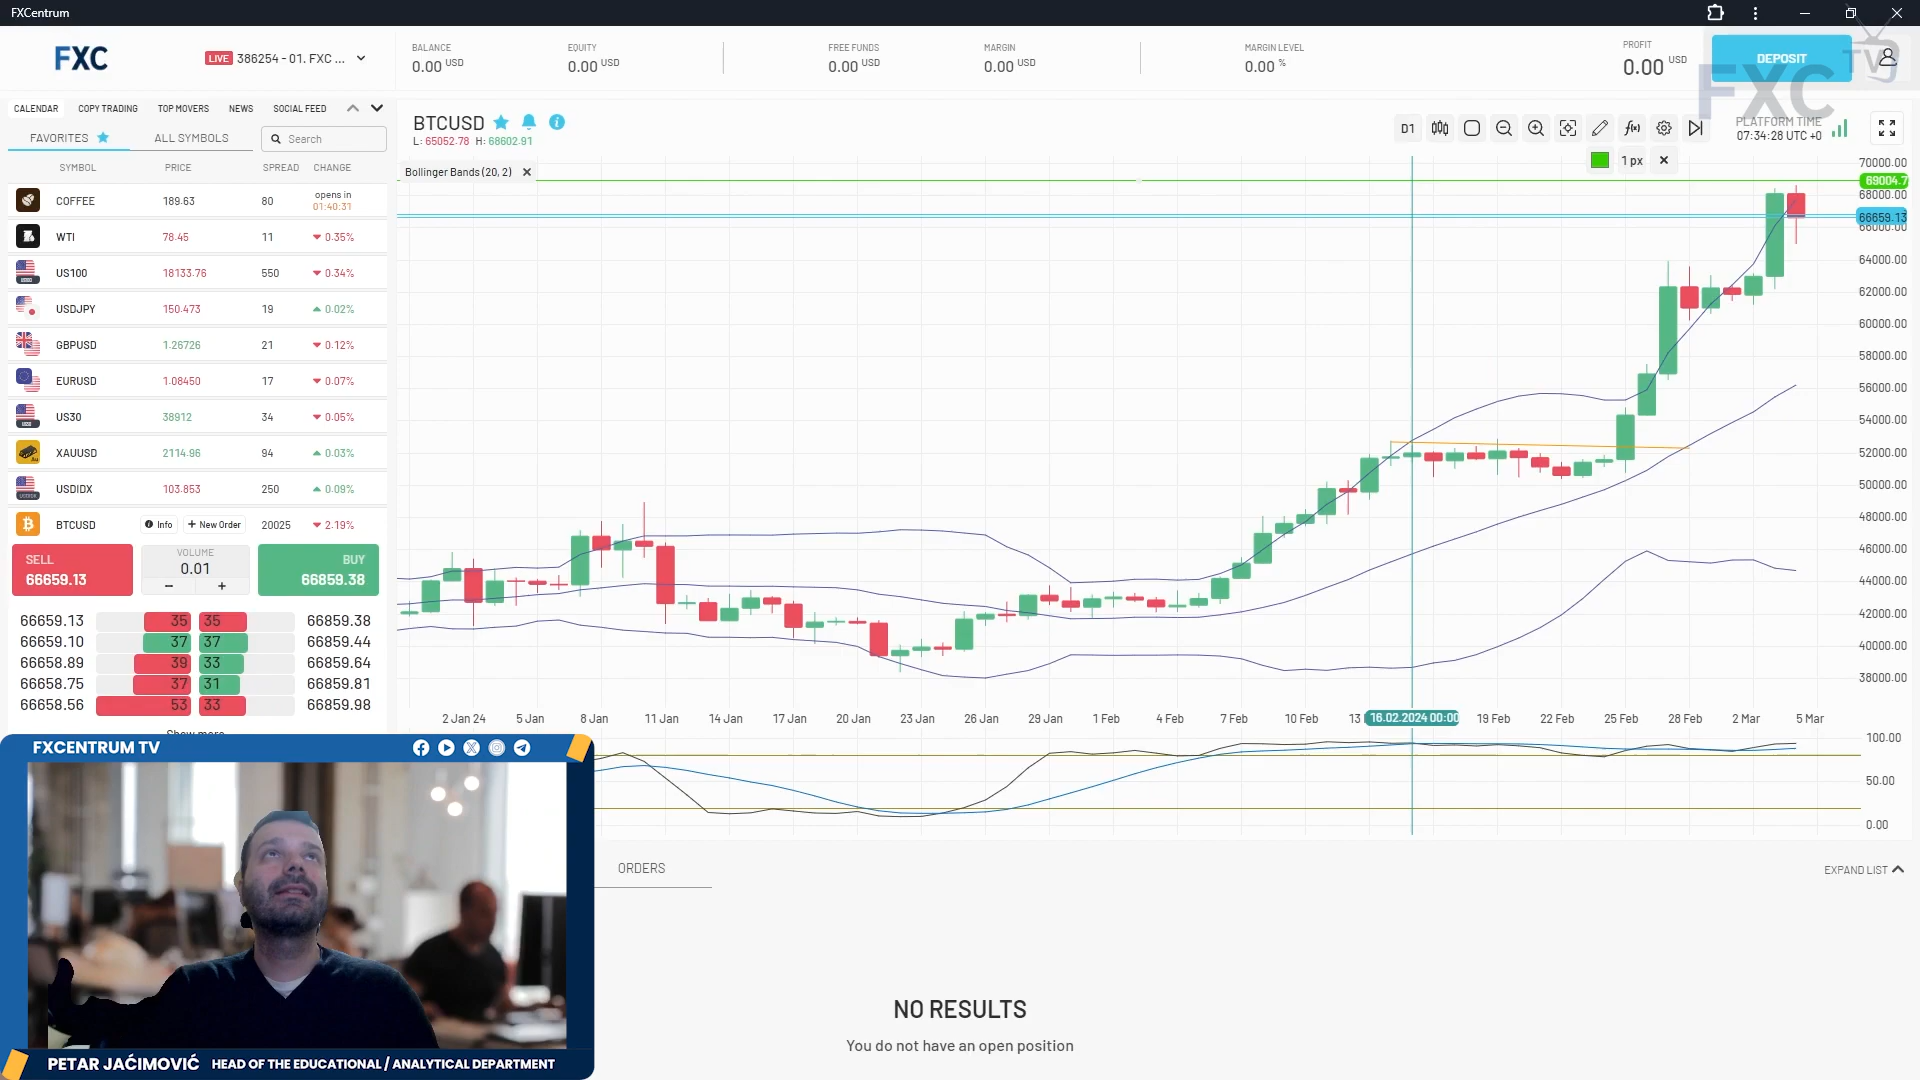 FXCentrum
FXC
LIVE 386254 - 01. FXC ...
BALANCE
0.00 USD
EQUITY
0.00 USD
FREE FUNDS
0.00 USD
MARGIN
0.00 USD
MARGIN LEVEL
0.00 %
PROFIT
0.00 USD
DEPOSIT
FXC TV
CALENDAR COPY TRADING TOP MOVERS NEWS SOCIAL FEED
FAVORITES ALL SYMBOLS Search
SYMBOL PRICE SPREAD CHANGE
COFFEE 189.63 80 opens in
01:40:31
WTI 78.45 11 0.35%
US100 18133.76 550 0.34%
USDJPY 150.473 19 0.02%
GBPUSD 1.26726 21 0.12%
EURUSD 1.08450 17 0.07%
US30 38912 34 0.05%
XAUUSD 2114.96 94 0.03%
USDIDX 103.853 250 0.09%
BTCUSD Info + New Order 20025 2.19%
SELL
66659.13
VOLUME
0.01
- +
BUY
66859.38
66659.13 35 35 66859.38
66659.10 37 37 66859.44
66658.89 39 33 66859.64
66658.75 37 31 66859.81
66658.56 53 33 66859.98
BTCUSD
L: 65052.78 H: 68602.91
D1
PLATFORM TIME
07:34:28 UTC +0
1 px
Bollinger Bands (20, 2)
70000.00
69004.7
68000.00
66659.13
66000.00
64000.00
62000.00
60000.00
58000.00
56000.00
54000.00
52000.00
50000.00
48000.00
46000.00
44000.00
42000.00
40000.00
38000.00
2 Jan 24 5 Jan 8 Jan 11 Jan 14 Jan 17 Jan 20 Jan 23 Jan 26 Jan 29 Jan 1 Feb 4 Feb 7 Feb 10 Feb 13 16.02.2024 00:00 19 Feb 22 Feb 25 Feb 28 Feb 2 Mar 5 Mar
100.00
50.00
0.00
FXCENTRUM TV
PETAR JAĆIMOVIĆ HEAD OF THE EDUCATIONAL / ANALYTICAL DEPARTMENT
ORDERS
EXPAND LIST
NO RESULTS
You do not have an open position